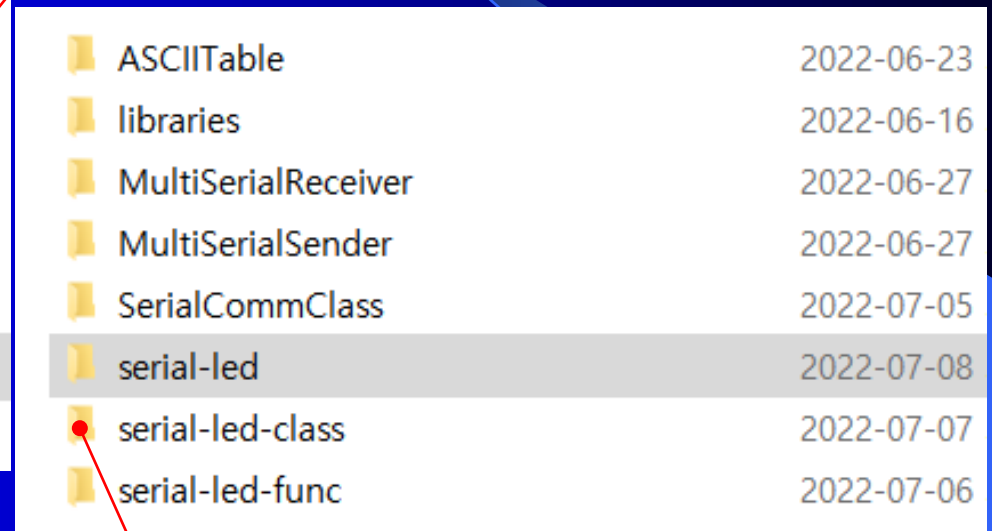 ASCIITable 2022-06-23
libraries 2022-06-16
MultiSerialReceiver 2022-06-27
MultiSerialSender 2022-06-27
SerialCommClass 2022-07-05
serial-led 2022-07-08
serial-led-class 2022-07-07
serial-led-func 2022-07-06